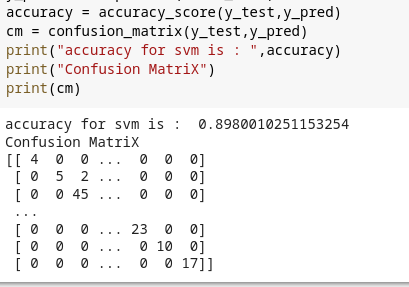 accuracy = accuracy_score(y_test,y_pred)
cm = confusion_matrix(y_test,y_pred)
print("accuracy for svm is : ",accuracy)
print("Confusion MatriX")
print(cm)
accuracy for svm is :  0.8980010251153254
Confusion MatriX
[[ 4  0  0 ...  0  0  0]
 [ 0  5  2 ...  0  0  0]
 [ 0  0 45 ...  0  0  0]
 ...
 [ 0  0  0 ... 23  0  0]
 [ 0  0  0 ...  0 10  0]
 [ 0  0  0 ...  0  0 17]]